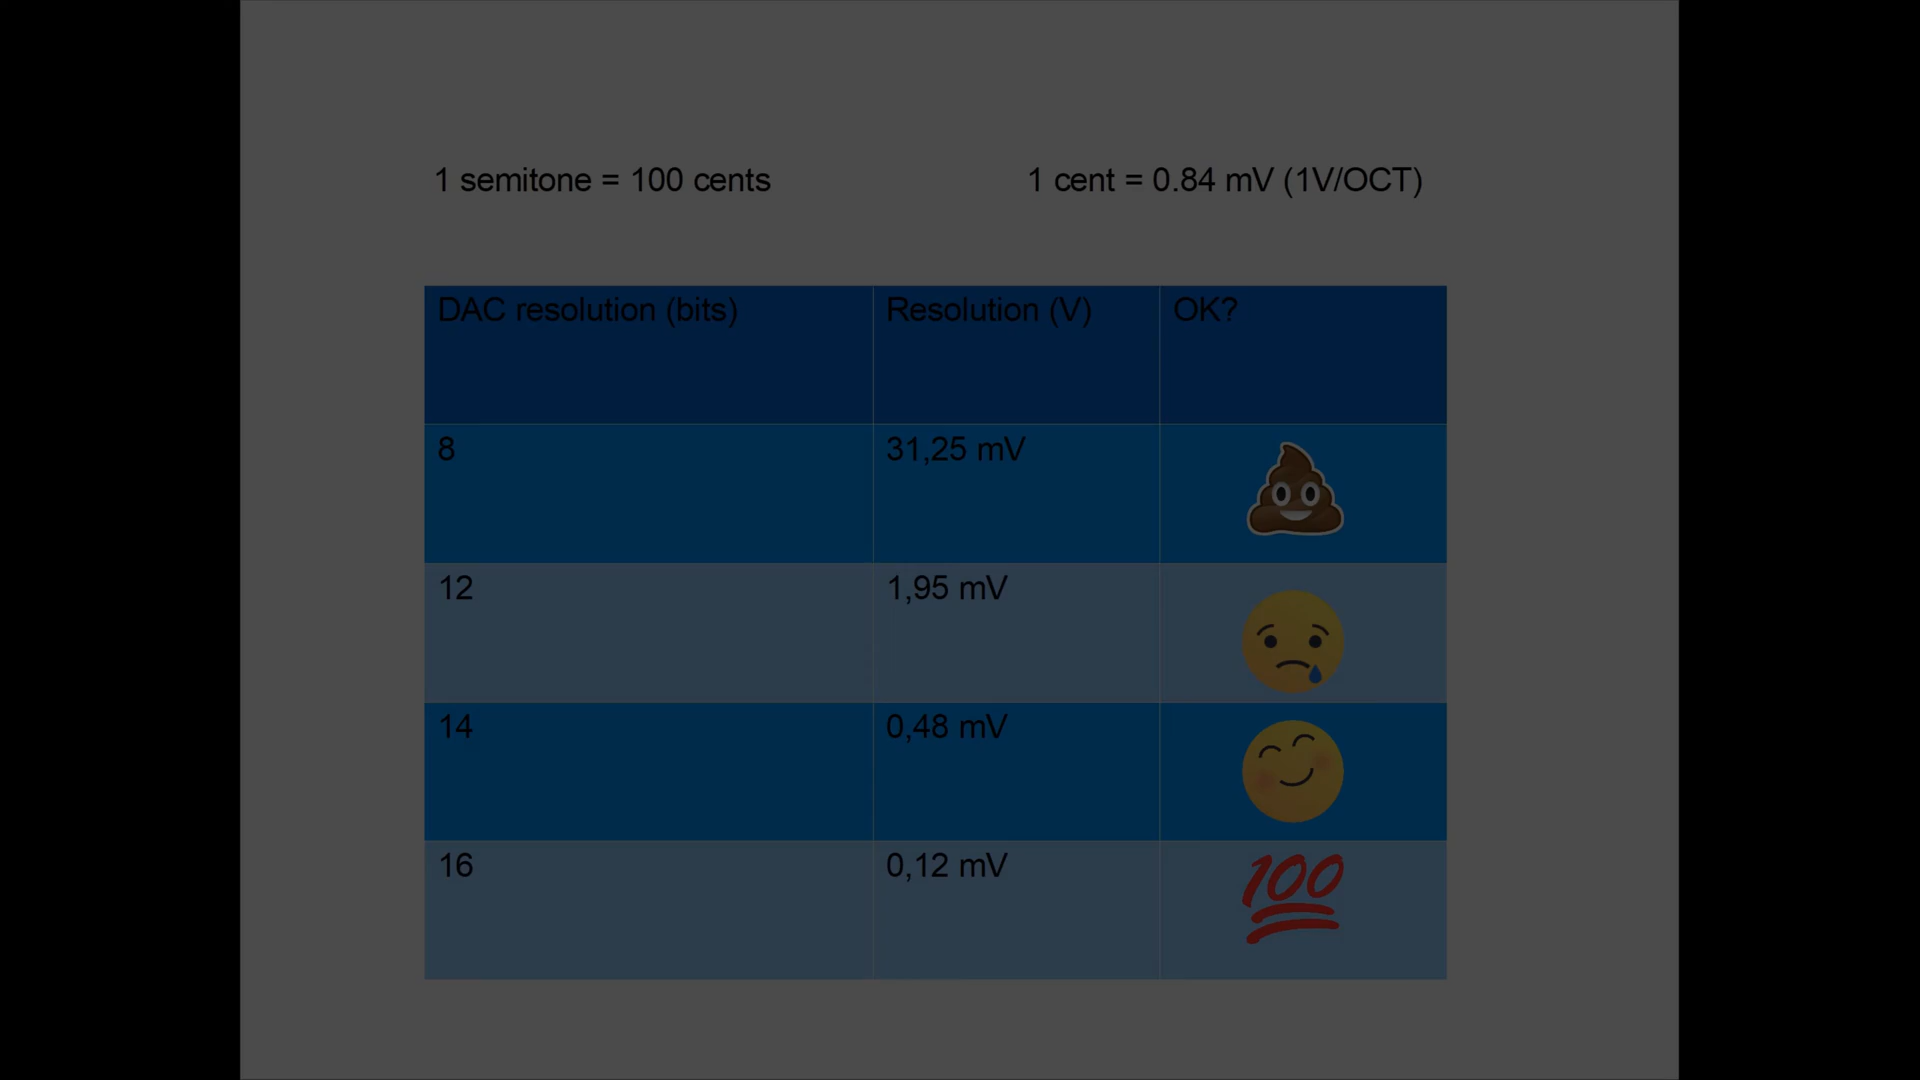 1 semitone = 100 cents
1 cent = 0.84 mV (1V/OCT)
DAC resolution (bits)
Resolution (V)
OK?
8
31,25 mV
12
1,95 mV
14
0,48 mV
16
0,12 mV
100